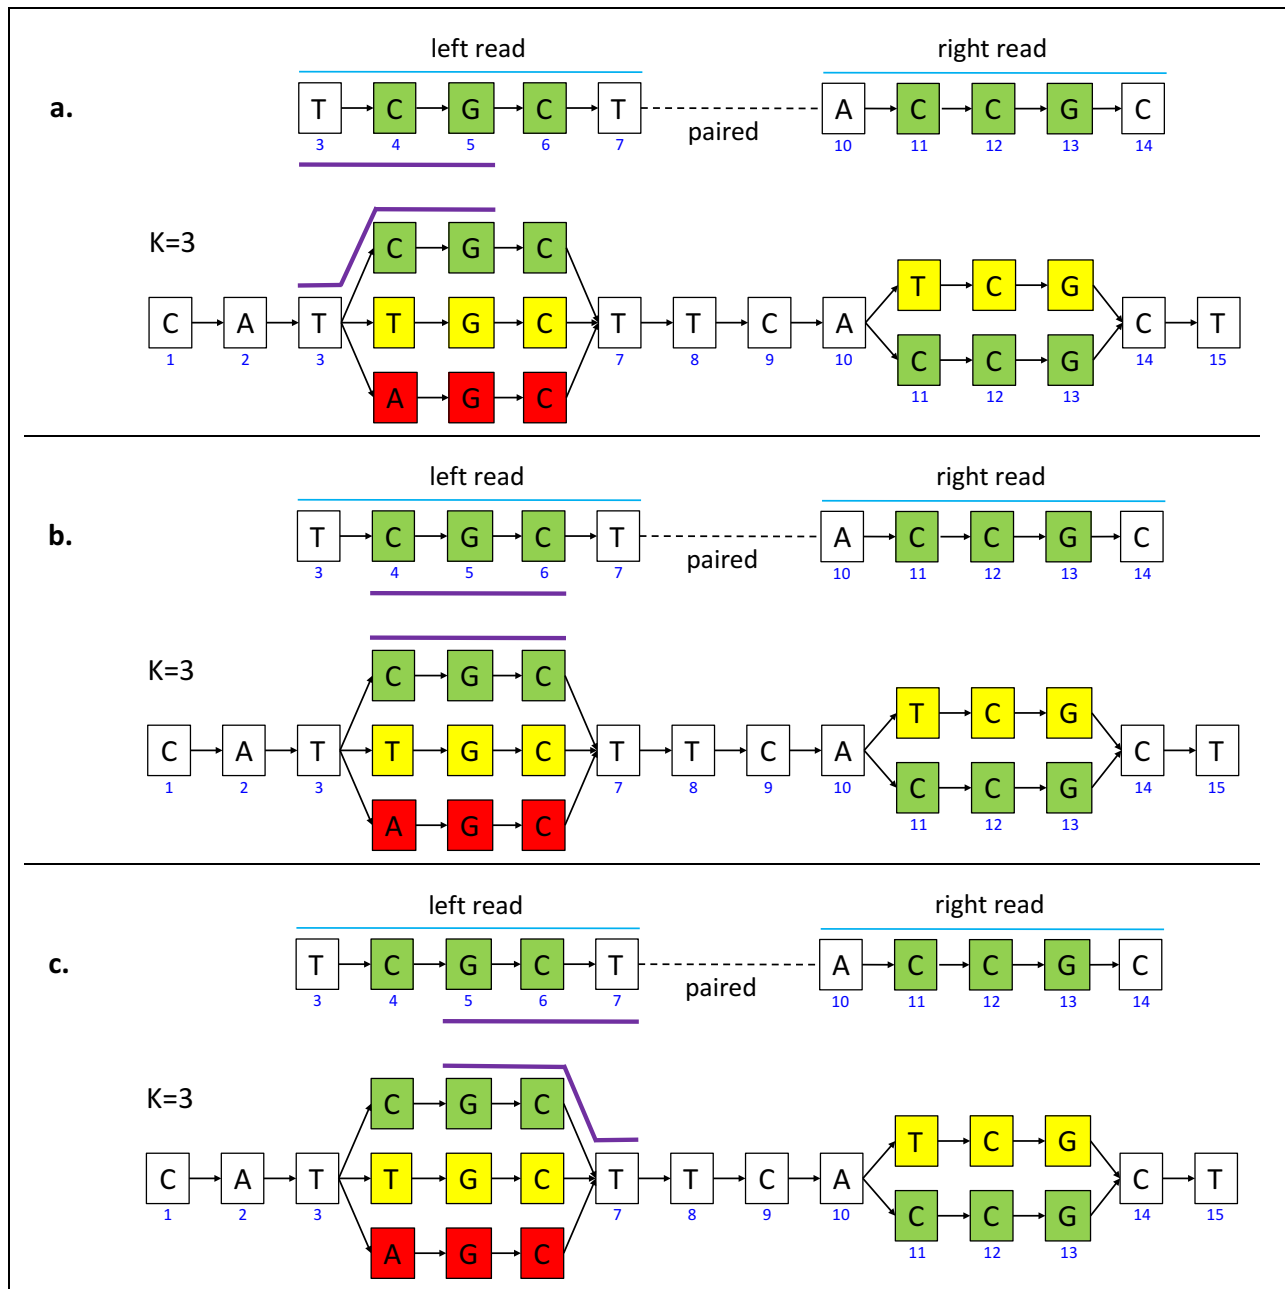 left read right read
a. T C G C T paired A C C G C
3 4 5 6 7 10 11 12 13 14
K=3 C G C
T C G
C A T T G C T T C A C T
1 2 3 7 8 9 10 14 15
C C G
A G C 11 12 13
left read right read
b. T C G C T paired A C C G C
3 4 5 6 7 10 11 12 13 14
K=3 C G C
T C G
C A T T G C T T C A C T
1 2 3 7 8 9 10 14 15
C C G
A G C 11 12 13
left read right read
c. T C G C T paired A C C G C
3 4 5 6 7 10 11 12 13 14
K=3 C G C
T C G
C A T T G C T T C A C T
1 2 3 7 8 9 10 14 15
C C G
A G C 11 12 13